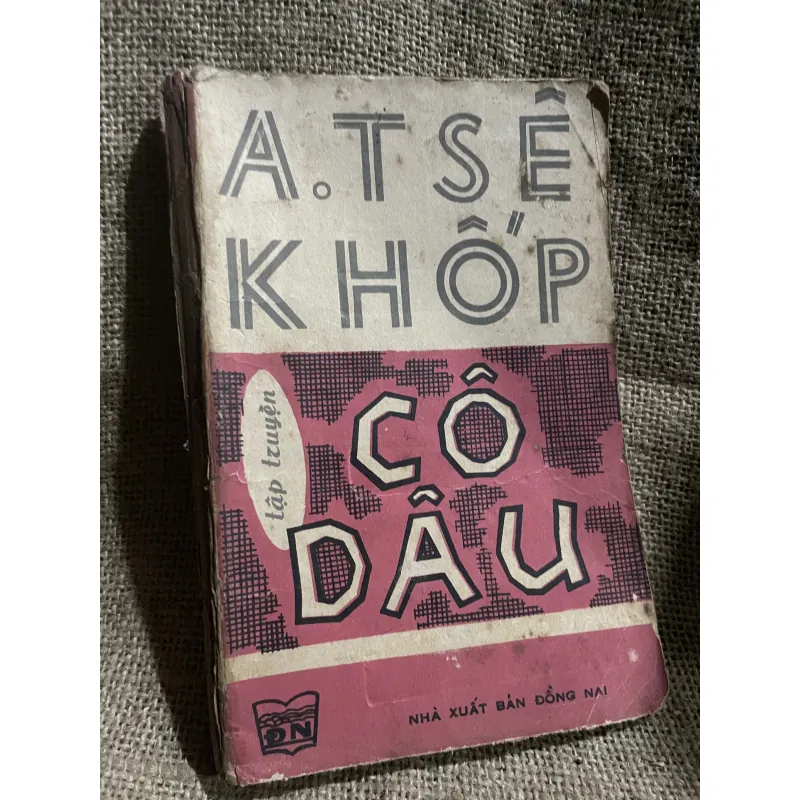 A. TSÊ
KHỐP
tập truyện
CÔ
DÂU
ĐN
NHÀ XUẤT BẢN ĐỒNG NAI